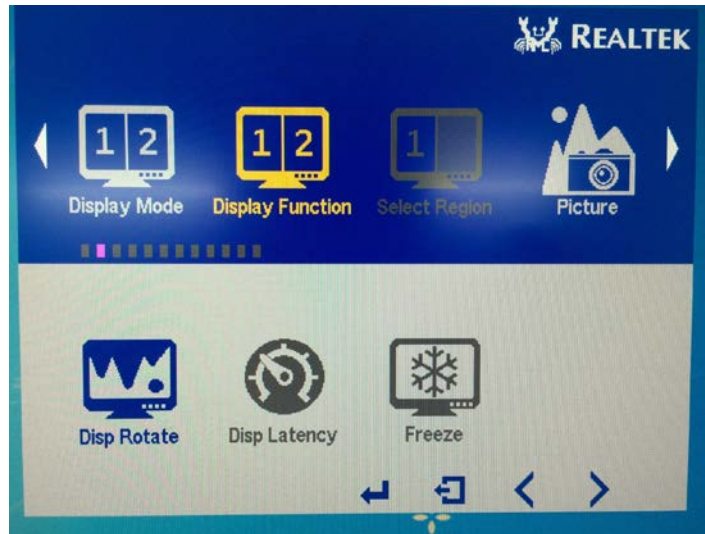 REALTEK
1 2
1 2
1
Display Mode
Display Function
Select Region
Picture
Disp Rotate
Disp Latency
Freeze